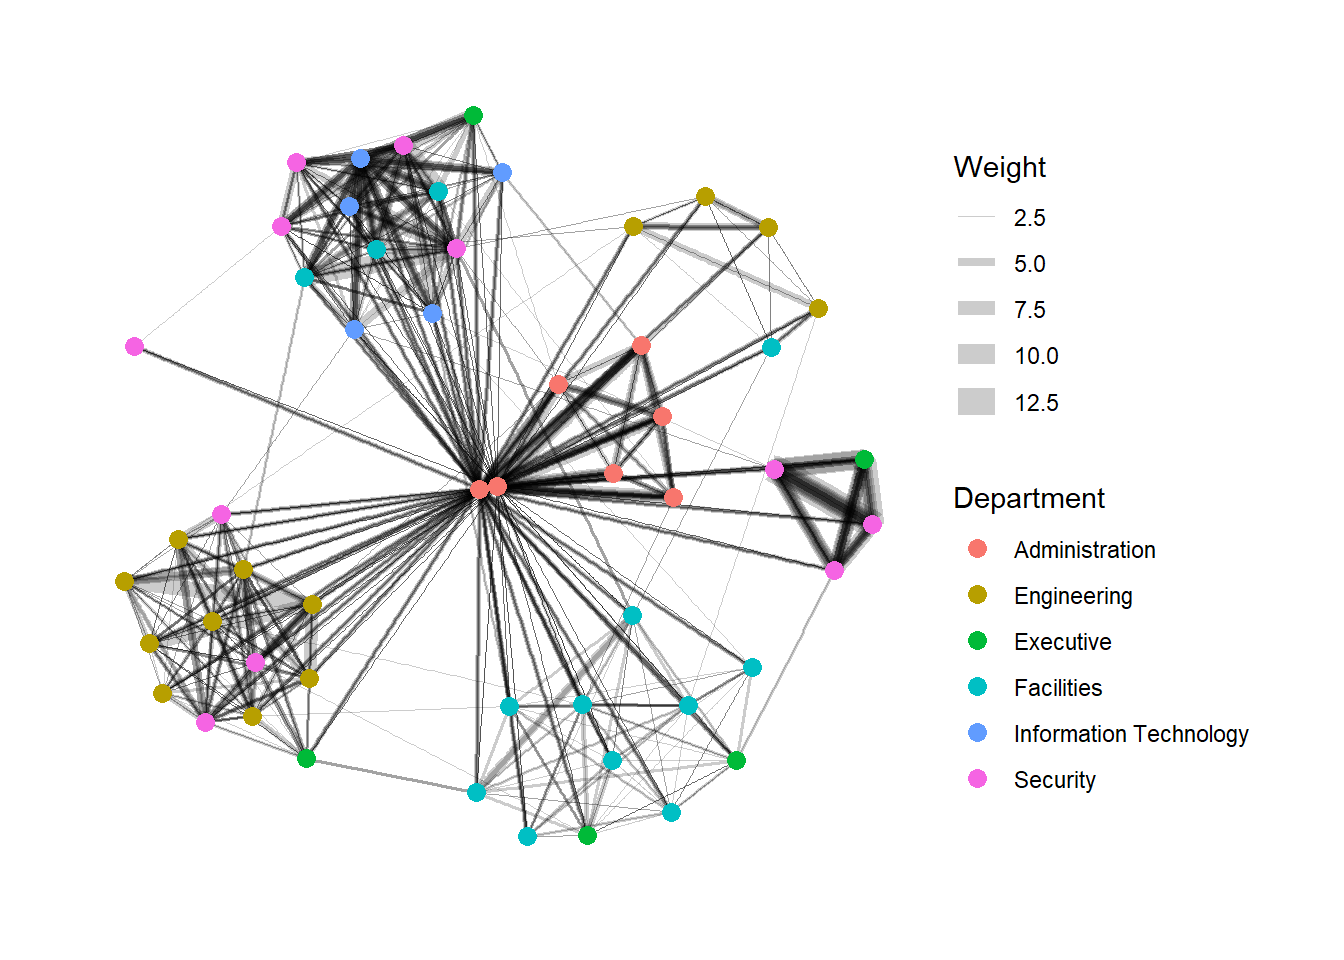 Weight
2.5
5.0
7.5
10.0
12.5
Department
Administration
Engineering
Executive
Facilities
Information Technology
Security